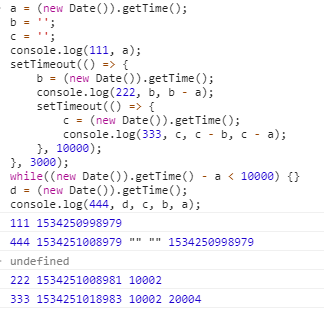 a = (new Date()).getTime();
b = '';
c = '';
console.log(111, a);
setTimeout(() => {
    b = (new Date()).getTime();
    console.log(222, b, b - a);
    setTimeout(() => {
        c = (new Date()).getTime();
        console.log(333, c, c - b, c - a);
    }, 10000);
}, 3000);
while((new Date()).getTime() - a < 10000) {}
d = (new Date()).getTime();
console.log(444, d, c, b, a);
111 1534250998979
444 1534251008979 "" "" 1534250998979
undefined
222 1534251008981 10002
333 1534251018983 10002 20004